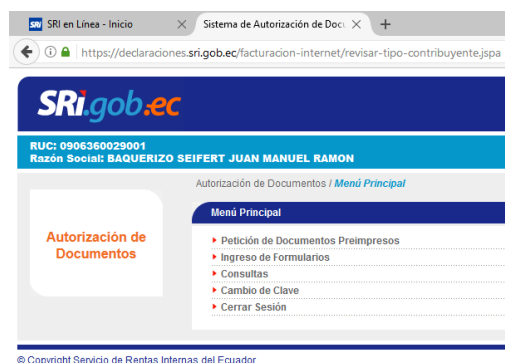 SRi SRI en Línea - Inicio
Sistema de Autorización de Docu
https://declaraciones.sri.gob.ec/facturacion-internet/revisar-tipo-contribuyente.jspa
SRi.gob.ec
RUC: 0906360029001
Razón Social: BAQUERIZO SEIFERT JUAN MANUEL RAMON
Autorización de Documentos / Menú Principal
Autorización de
Documentos
Menú Principal
Petición de Documentos Preimpresos
Ingreso de Formularios
Consultas
Cambio de Clave
Cerrar Sesión
© Copyright Servicio de Rentas Internas del Ecuador